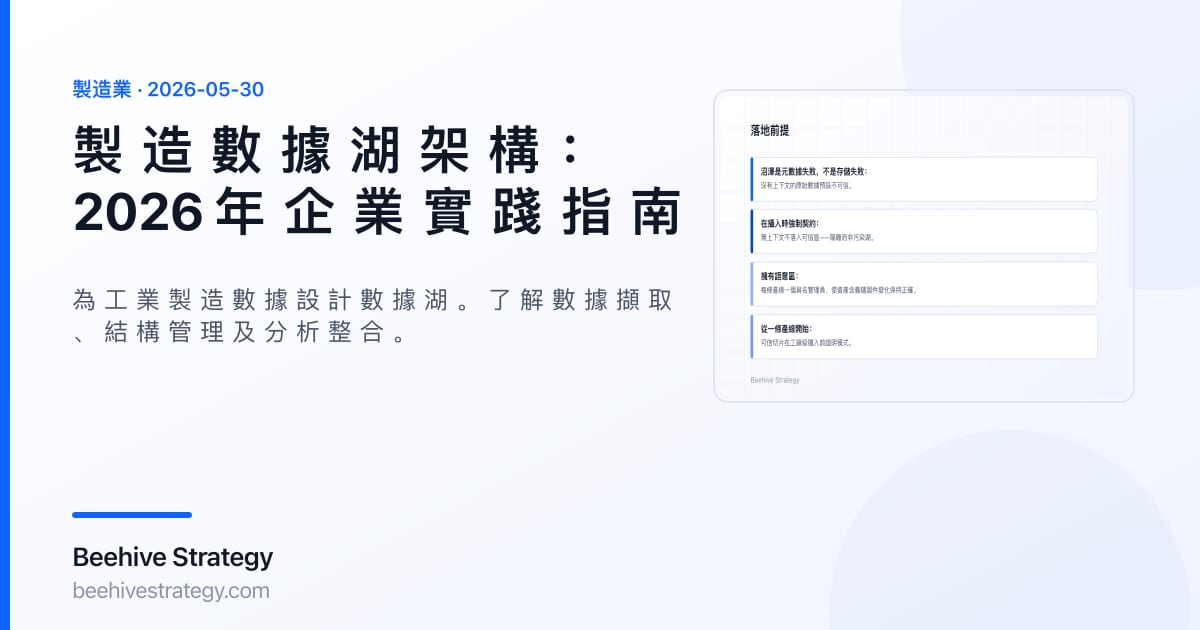 製造業 · 2026-05-30
製造數據湖架構：
2026年企業實踐指南
為工業製造數據設計數據湖。了解數據擷取
、結構管理及分析整合。
Beehive Strategy
beehivestrategy.com
落地前提
沼澤是元數據失敗，不是存儲失敗：
沒有上下文的原始數據預設不可信。
在攝入時強制契約：
無上下文不落入可信區——隔離而非污染湖。
擁有語意區：
每條產線一個具名管理員，使資產含義隨固件變化保持正確。
從一條產線開始：
可信切片在工廠級攝入前證明模式。
Beehive Strategy